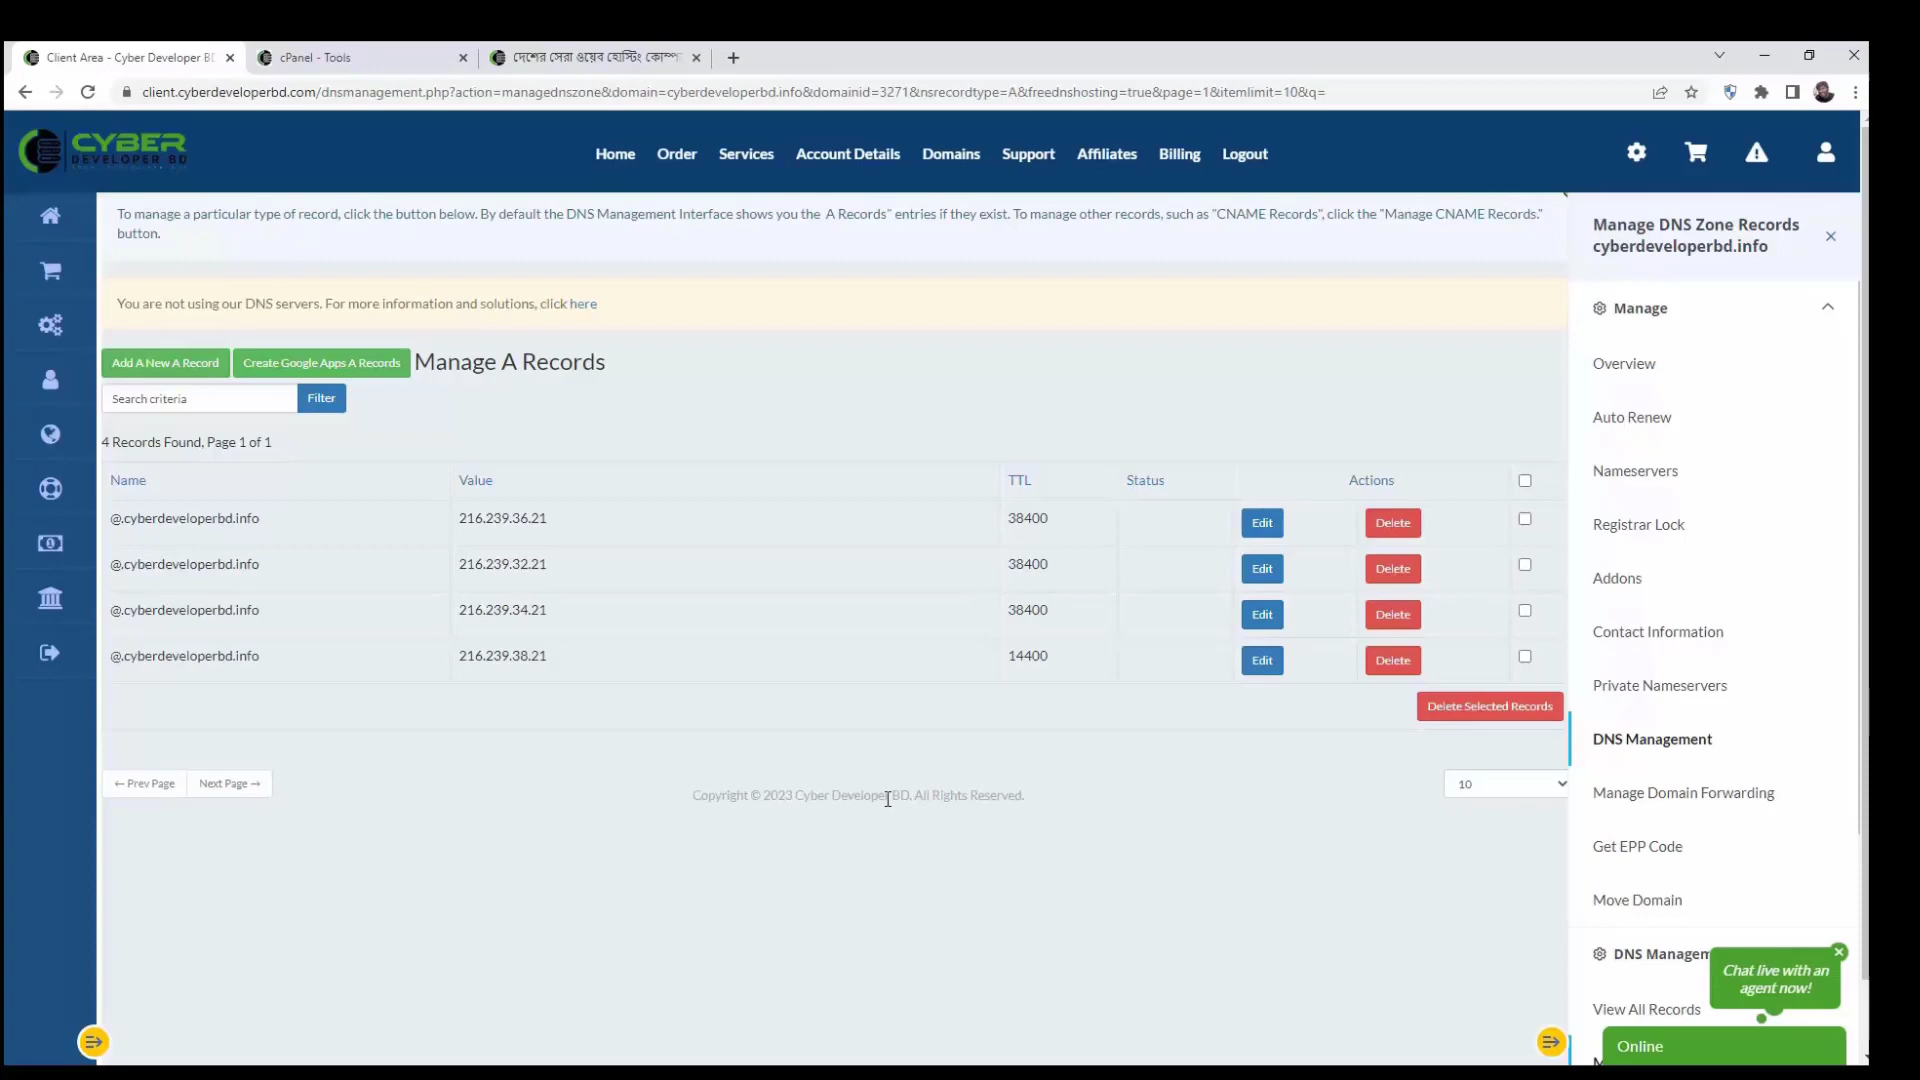 Client Area - Cyber Developer BD
cPanel - Tools
দেশের সেরা ওয়েব হোস্টিং কোম্প
client.cyberdeveloperbd.com/dnsmanagement.php?action=managednszone&domain=cyberdeveloperbd.info&domainid=3271&nsrecordtype=A&freednshosting=true&page=1&itemlimit=10&q=
CYBER
DEVELOPER BD
Home Order Services Account Details Domains Support Affiliates Billing Logout
To manage a particular type of record, click the button below. By default the DNS Management Interface shows you the A Records" entries if they exist. To manage other records, such as "CNAME Records", click the "Manage CNAME Records."
button.
You are not using our DNS servers. For more information and solutions, click here
Add A New A Record Create Google Apps A Records Manage A Records
Search criteria Filter
4 Records Found, Page 1 of 1
Name Value TTL Status Actions
@.cyberdeveloperbd.info 216.239.36.21 38400 Edit Delete
@.cyberdeveloperbd.info 216.239.32.21 38400 Edit Delete
@.cyberdeveloperbd.info 216.239.34.21 38400 Edit Delete
@.cyberdeveloperbd.info 216.239.38.21 14400 Edit Delete
Delete Selected Records
← Prev Page Next Page → 10
Copyright © 2023 Cyber Developer BD. All Rights Reserved.
Manage DNS Zone Records
cyberdeveloperbd.info
Manage
Overview
Auto Renew
Nameservers
Registrar Lock
Addons
Contact Information
Private Nameservers
DNS Management
Manage Domain Forwarding
Get EPP Code
Move Domain
DNS Managem
View All Records
Chat live with an
agent now!
Online